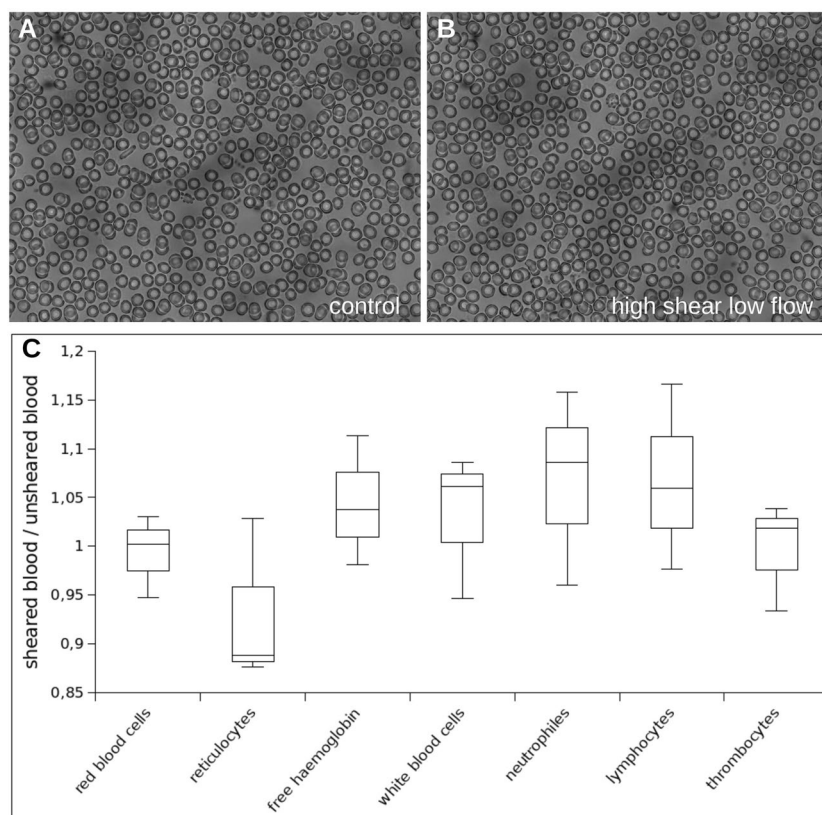 A
B
control
high shear low flow
C
1,2
1,15
1,1
1,05
1
0,95
0,9
0,85
sheared blood / unsheared blood
red blood cells
reticulocytes
free haemoglobin
white blood cells
neutrophiles
lymphocytes
thrombocytes